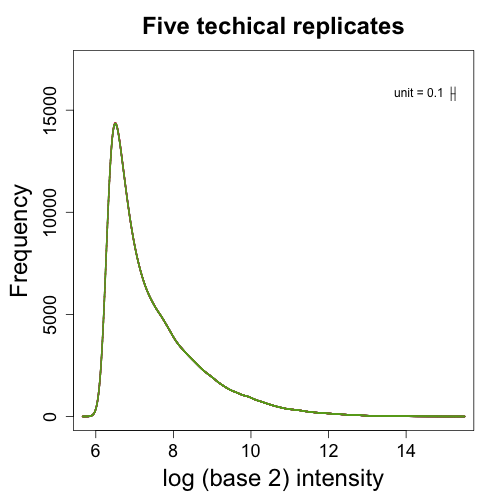 Five techical replicates
unit = 0.1
Frequency
15000
10000
5000
0
6 8 10 12 14
log (base 2) intensity